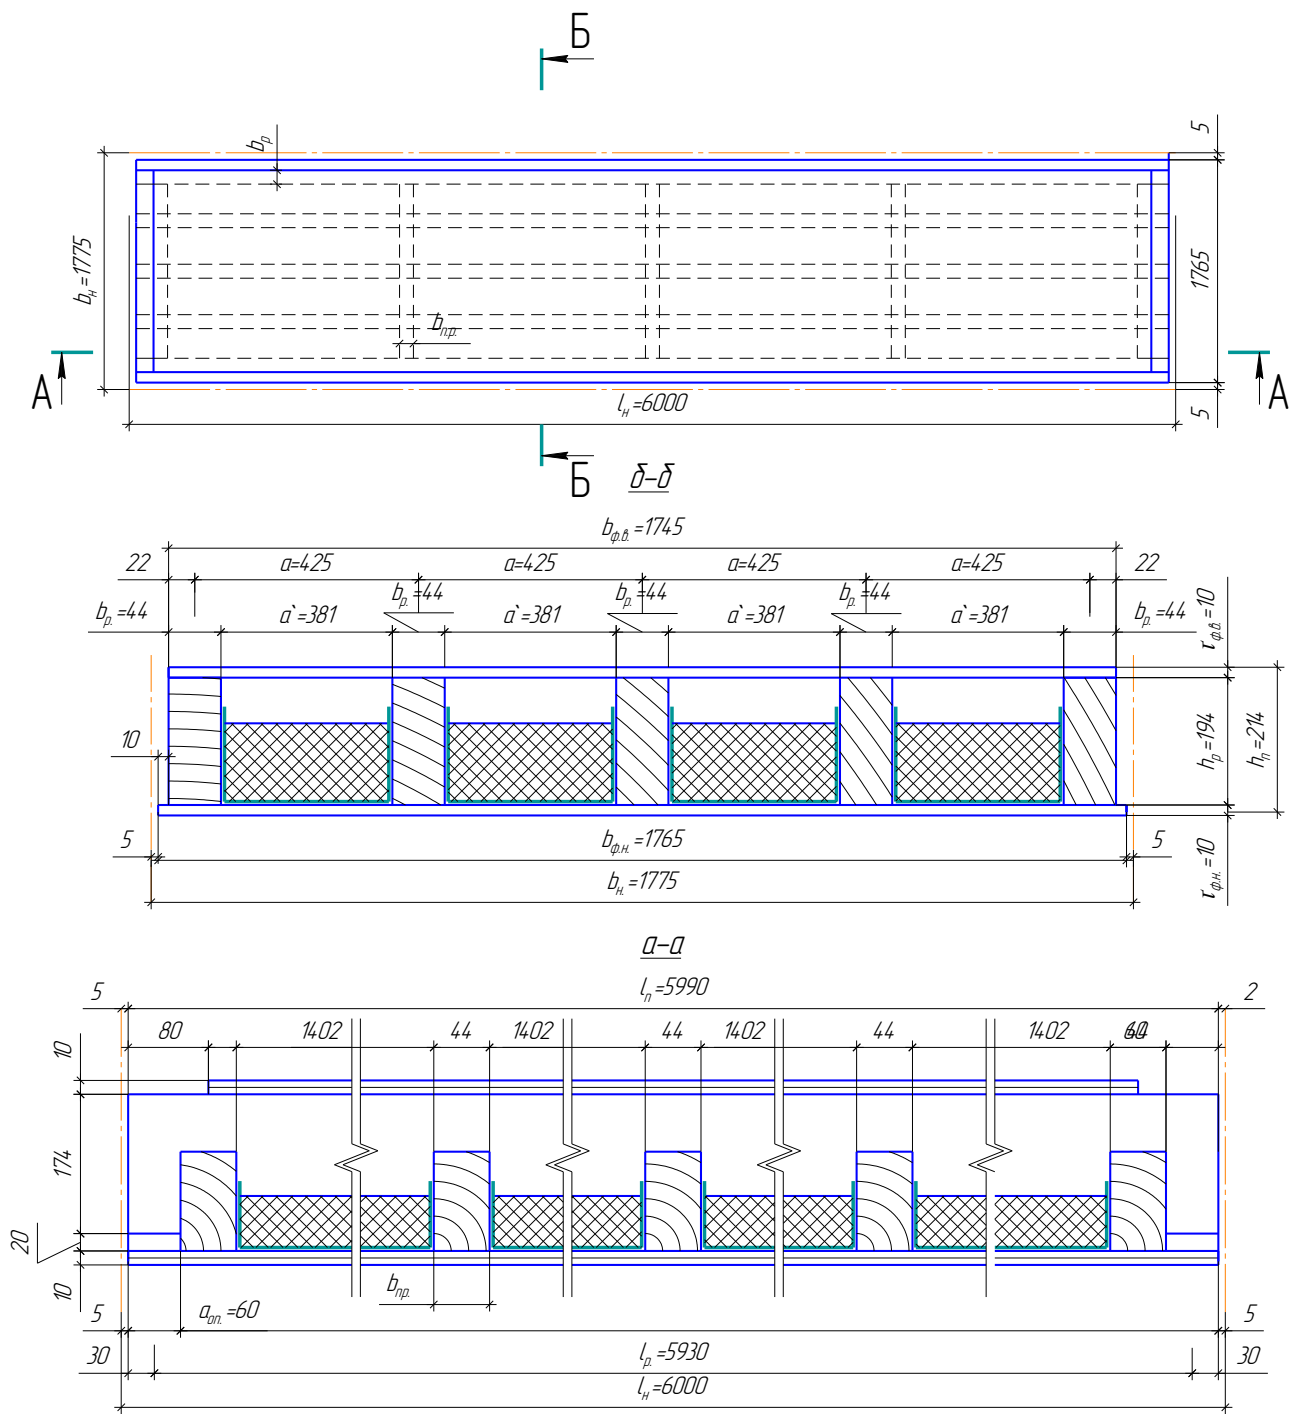 Б
b_р
5
b_н=1775
1765
b_п.р.
А
А
l_н=6000
5
Б
б-б
b_ф.в.=1745
22
a=425
a=425
a=425
a=425
22
b_р.=44
a`=381
b_р.=44
a`=381
b_р.=44
a`=381
b_р.=44
a`=381
b_р.=44
τ_ф.в.=10
10
h_р=194
h_п=214
5
b_ф.н.=1765
5
b_н.=1775
τ_ф.н.=10
а-а
5
l_п=5990
2
80
1402
44
1402
44
1402
44
1402
44
10
174
20
10
b_пр.
5
a_оп.=60
5
30
l_р.=5930
30
l_н=6000